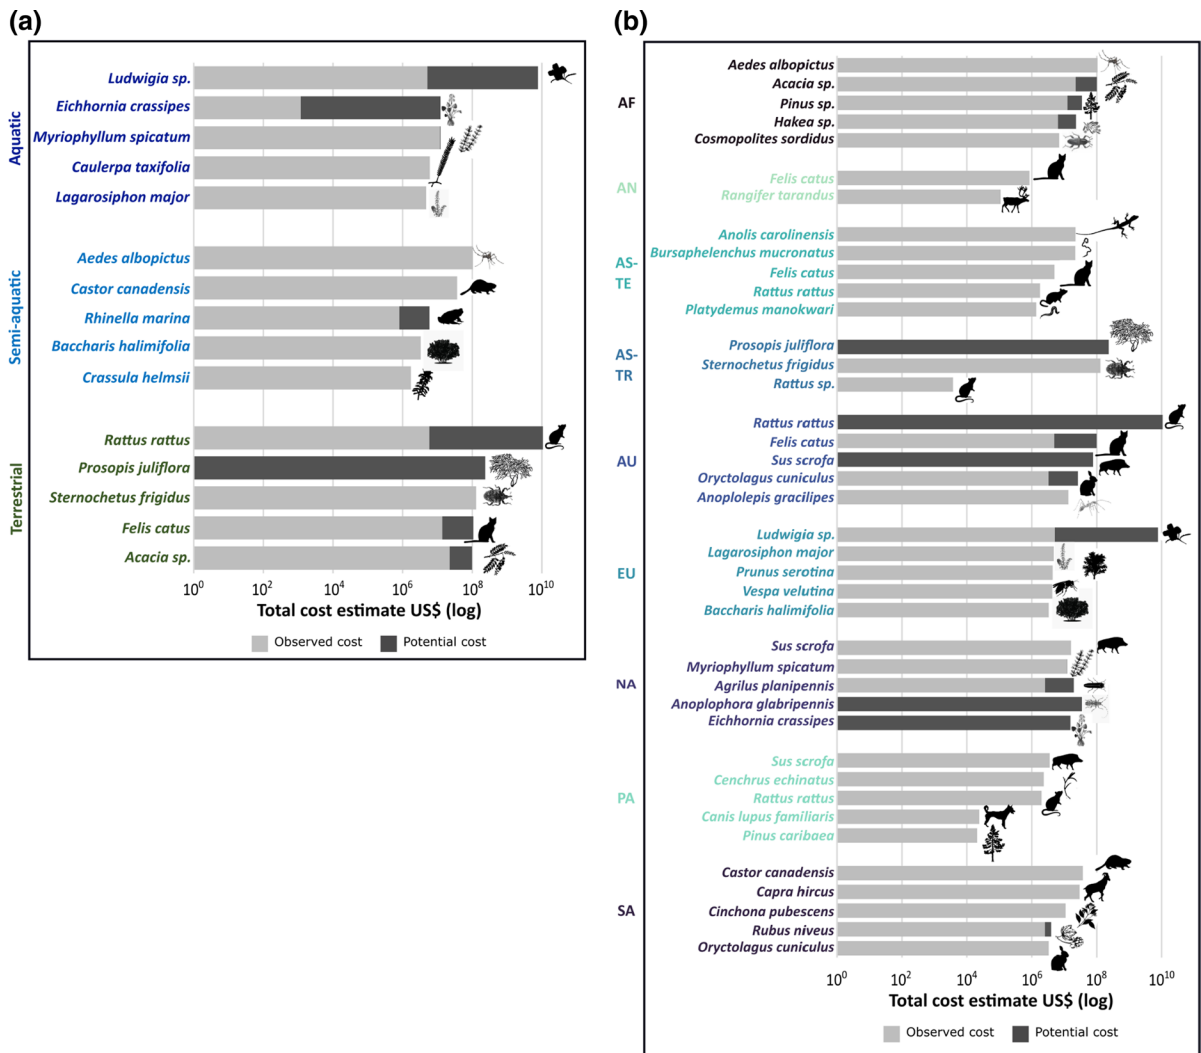 (a)
Aquatic
Ludwigia sp.
Eichhornia crassipes
Myriophyllum spicatum
Caulerpa taxifolia
Lagarosiphon major
Semi-aquatic
Aedes albopictus
Castor canadensis
Rhinella marina
Baccharis halimifolia
Crassula helmsii
Terrestrial
Rattus rattus
Prosopis juliflora
Sternochetus frigidus
Felis catus
Acacia sp.
10^0 10^2 10^4 10^6 10^8 10^10
Total cost estimate US$ (log)
Observed cost Potential cost
(b)
AF
Aedes albopictus
Acacia sp.
Pinus sp.
Hakea sp.
Cosmopolites sordidus
AN
Felis catus
Rangifer tarandus
AS-
TE
Anolis carolinensis
Bursaphelenchus mucronatus
Felis catus
Rattus rattus
Platydemus manokwari
AS-
TR
Prosopis juliflora
Sternochetus frigidus
Rattus sp.
AU
Rattus rattus
Felis catus
Sus scrofa
Oryctolagus cuniculus
Anoplolepis gracilipes
EU
Ludwigia sp.
Lagarosiphon major
Prunus serotina
Vespa velutina
Baccharis halimifolia
NA
Sus scrofa
Myriophyllum spicatum
Agrilus planipennis
Anoplophora glabripennis
Eichhornia crassipes
PA
Sus scrofa
Cenchrus echinatus
Rattus rattus
Canis lupus familiaris
Pinus caribaea
SA
Castor canadensis
Capra hircus
Cinchona pubescens
Rubus niveus
Oryctolagus cuniculus
10^0 10^2 10^4 10^6 10^8 10^10
Total cost estimate US$ (log)
Observed cost Potential cost